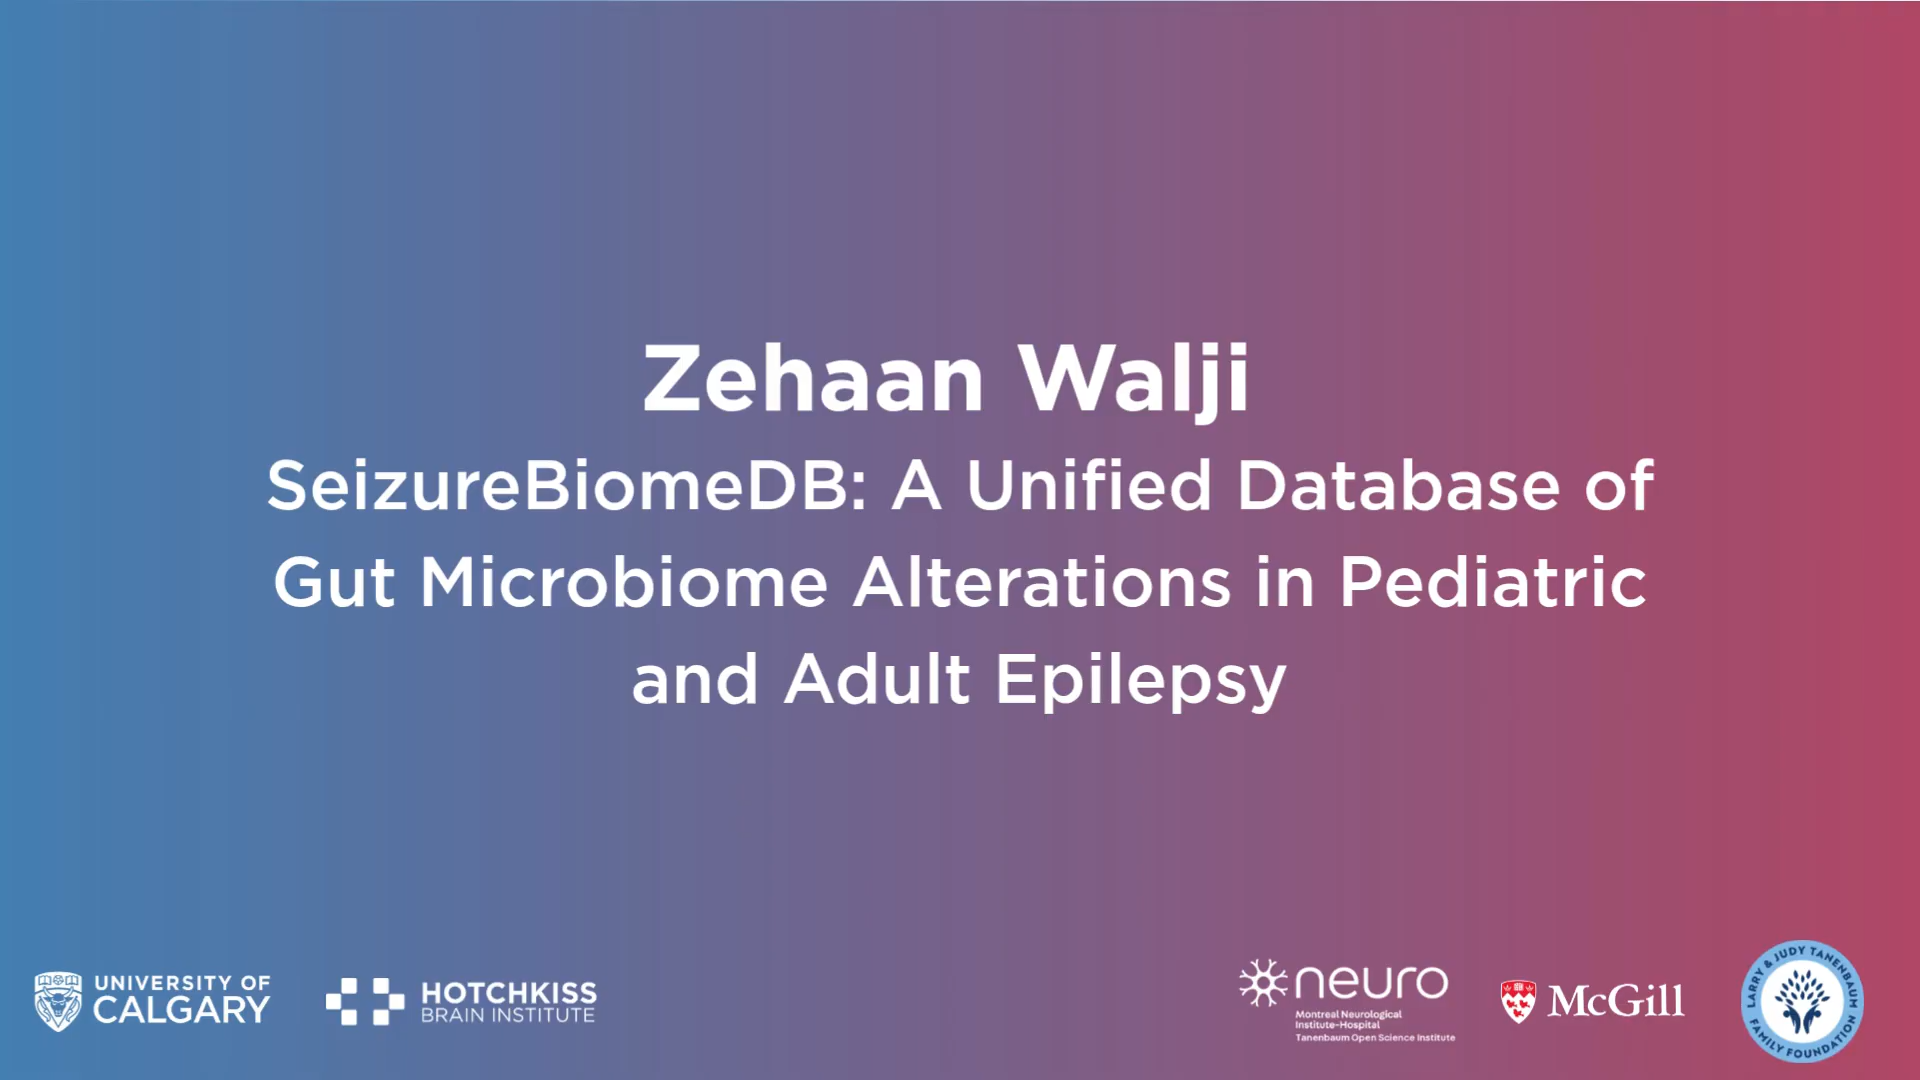 Zehaan Walji
SeizureBiomeDB: A Unified Database of
Gut Microbiome Alterations in Pediatric
and Adult Epilepsy
UNIVERSITY OF
CALGARY
HOTCHKISS
BRAIN INSTITUTE
neuro
Montreal Neurological
Institute-Hospital
Tanenbaum Open Science Institute
McGill
LARRY & JUDY TANENBAUM
FAMILY FOUNDATION